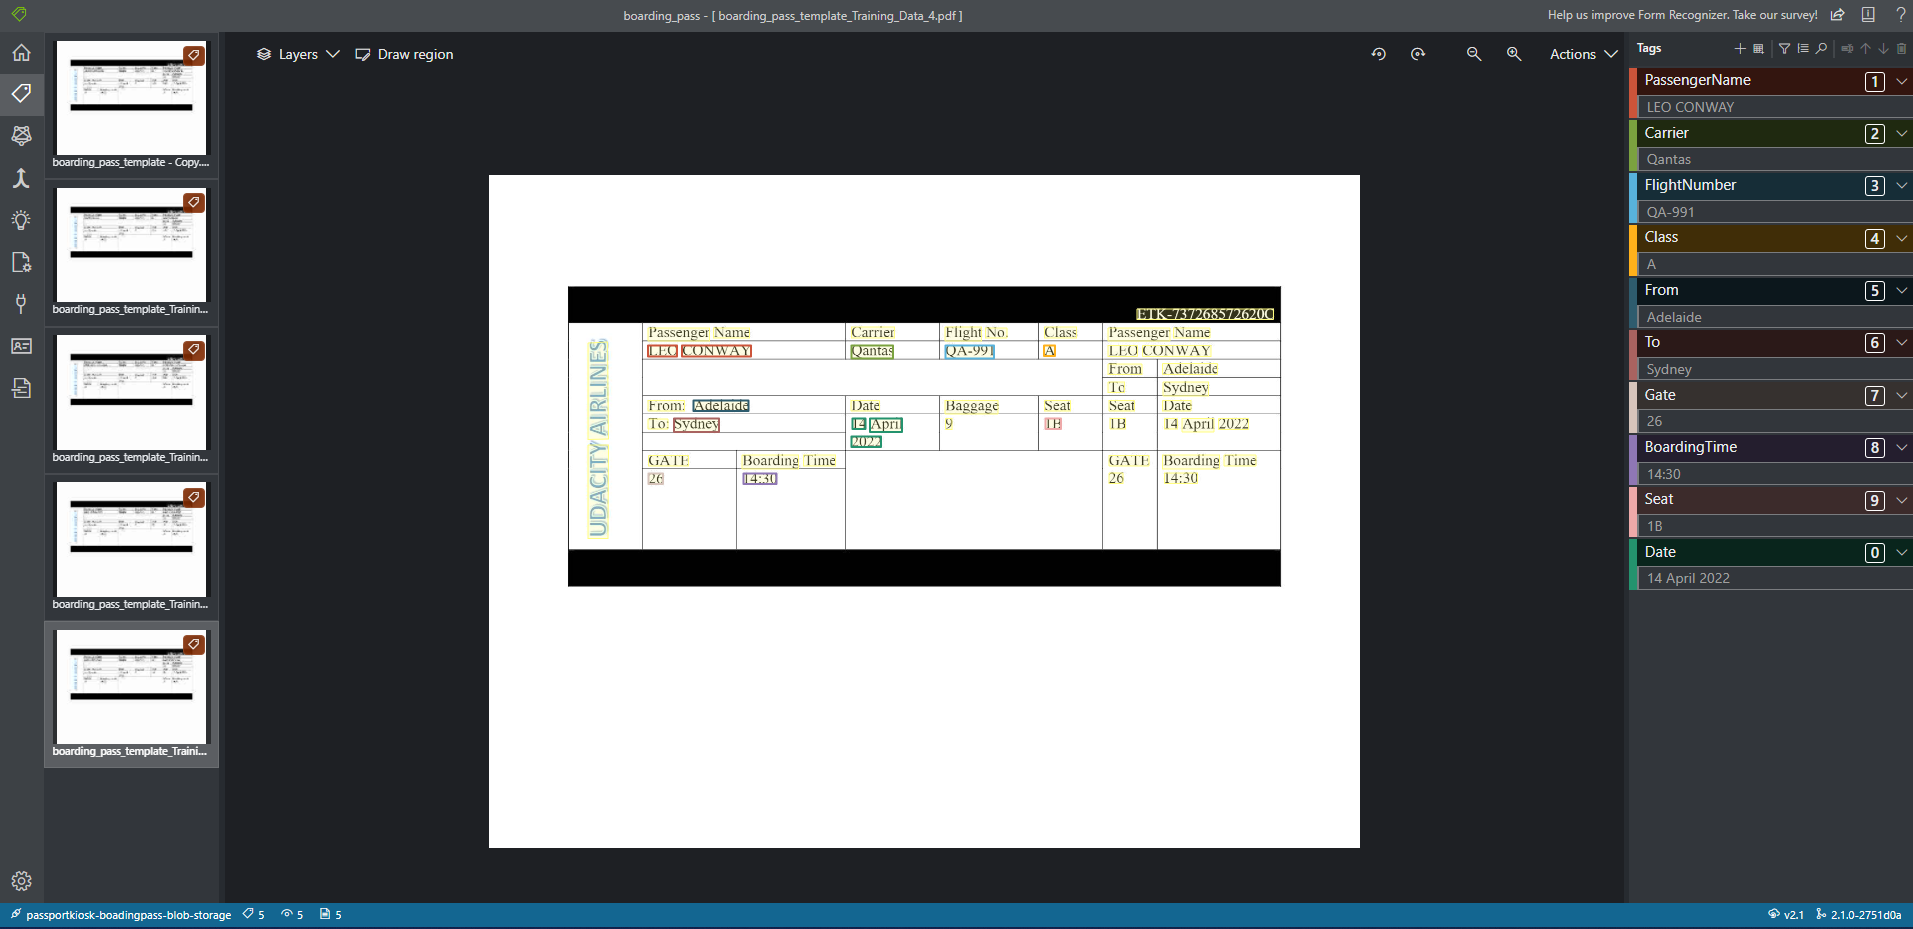 boarding_pass - [ boarding_pass_template_Training_Data_4.pdf ]
Help us improve Form Recognizer. Take our survey!
Layers
Draw region
Actions
boarding_pass_template - Copy....
boarding_pass_template_Trainin...
boarding_pass_template_Trainin...
boarding_pass_template_Trainin...
boarding_pass_template_Traini...
ETK-737268572620C
UDACITY AIRLINES
Passenger Name Carrier Flight No. Class Passenger Name
LEO CONWAY Qantas QA-991 A LEO CONWAY
From Adelaide
To Sydney
From: Adelaide Date Baggage Seat Seat Date
To: Sydney 14 April 9 1B 1B 14 April 2022
2022
GATE Boarding Time GATE Boarding Time
26 14:30 26 14:30
Tags
PassengerName 1
LEO CONWAY
Carrier 2
Qantas
FlightNumber 3
QA-991
Class 4
A
From 5
Adelaide
To 6
Sydney
Gate 7
26
BoardingTime 8
14:30
Seat 9
1B
Date 0
14 April 2022
passportkiosk-boadingpass-blob-storage 5 5 5
v2.1 2.1.0-2751d0a